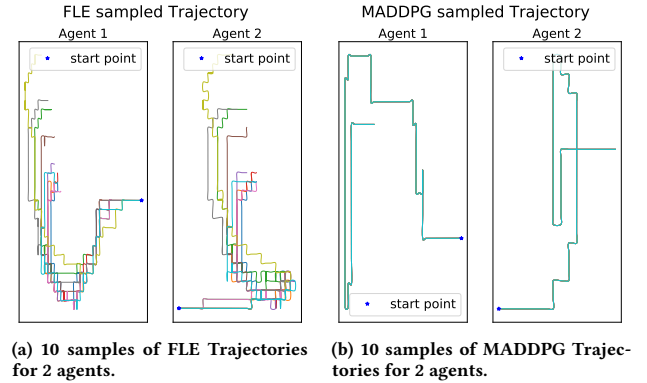 FLE sampled Trajectory
Agent 1
Agent 2
start point
start point
(a) 10 samples of FLE Trajectories
for 2 agents.
MADDPG sampled Trajectory
Agent 1
Agent 2
start point
start point
(b) 10 samples of MADDPG Trajec-
tories for 2 agents.